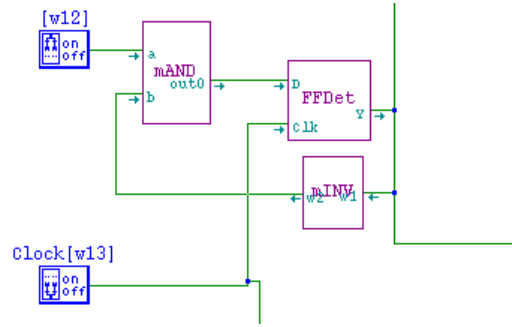 [w12]
on
off
a
mAND
out0
b
D
FFDet
Y
clk
mINV
w2
w1
Clock[w13]
on
off